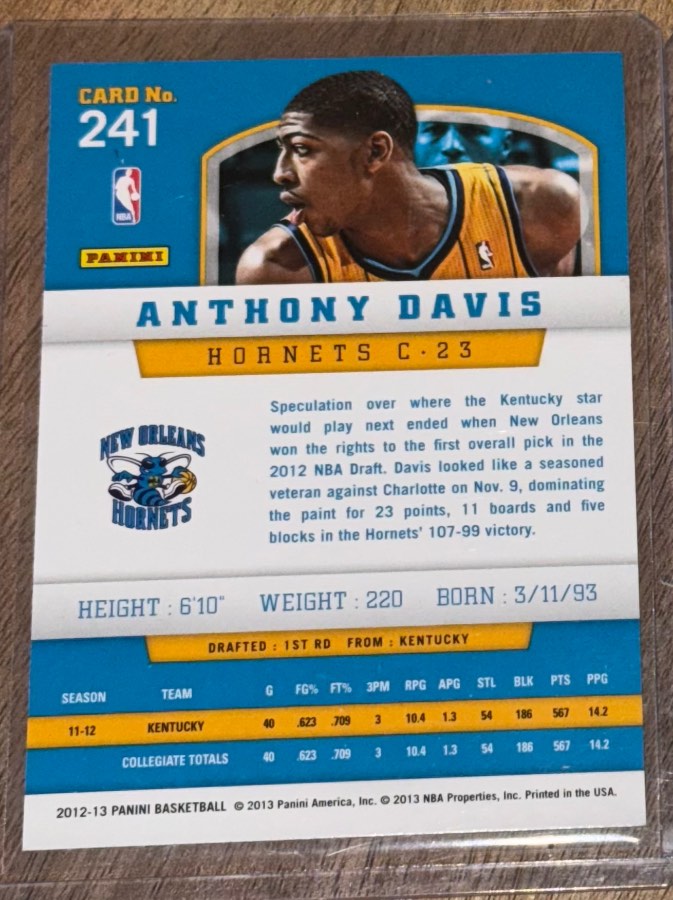 CARD No.
241
NBA
PANINI
ANTHONY DAVIS
HORNETS C · 23
NEW ORLEANS
HORNETS
Speculation over where the Kentucky star
would play next ended when New Orleans
won the rights to the first overall pick in the
2012 NBA Draft. Davis looked like a seasoned
veteran against Charlotte on Nov. 9, dominating
the paint for 23 points, 11 boards and five
blocks in the Hornets' 107-99 victory.
HEIGHT : 6'10" WEIGHT : 220 BORN : 3/11/93
DRAFTED : 1ST RD FROM : KENTUCKY
SEASON TEAM G FG% FT% 3PM RPG APG STL BLK PTS PPG
11-12 KENTUCKY 40 .623 .709 3 10.4 1.3 54 186 567 14.2
COLLEGIATE TOTALS 40 .623 .709 3 10.4 1.3 54 186 567 14.2
2012-13 PANINI BASKETBALL © 2013 Panini America, Inc. © 2013 NBA Properties, Inc. Printed in the USA.